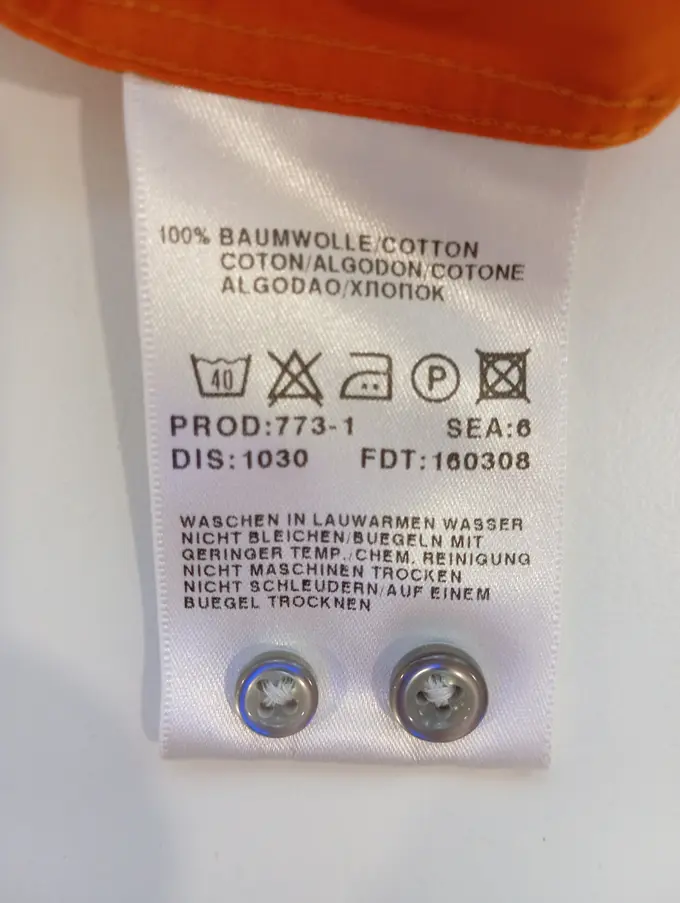 100% BAUMWOLLE/COTTON
COTON/ALGODON/COTONE
ALGODAO/ХПОПОК
40 P
PROD:773-1 SEA:6
DIS:1030 FDT:160308
WASCHEN IN LAUWARMEN WASSER
NICHT BLEICHEN/BUEGELN MIT
GERINGER TEMP./CHEM. REINIGUNG
NICHT MASCHINEN TROCKEN
NICHT SCHLEUDERN/AUF EINEM
BUEGEL TROCKNEN